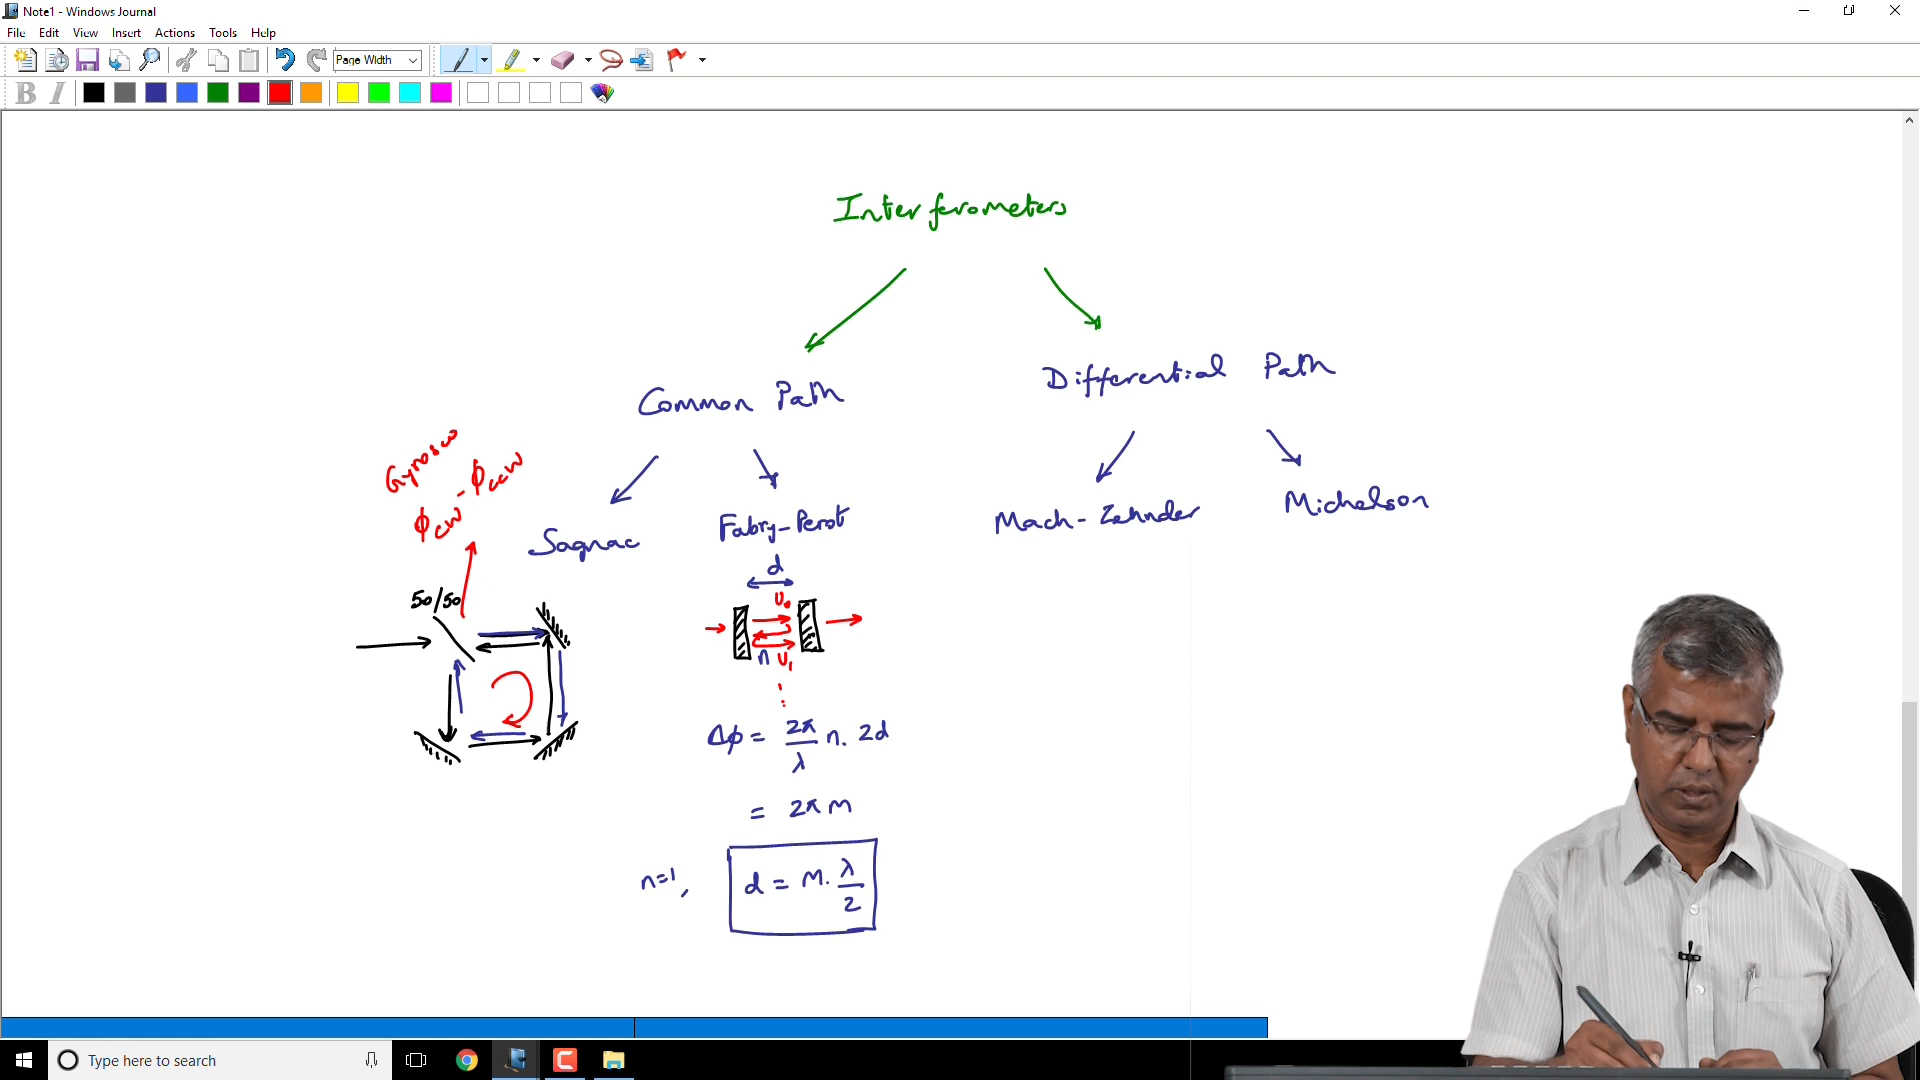 Note1 - Windows Journal
File Edit View Insert Actions Tools Help
Page Width
B I
Interferometers
Common Path
Differential Path
Sagnac
Fabry-Perot
Mach-Zehnder
Michelson
ϕcw - ϕccw
50/50
d
U₀
n U₁
Δϕ = 2π/λ n. 2d
= 2π m
n=1, d = m. λ/2
Type here to search